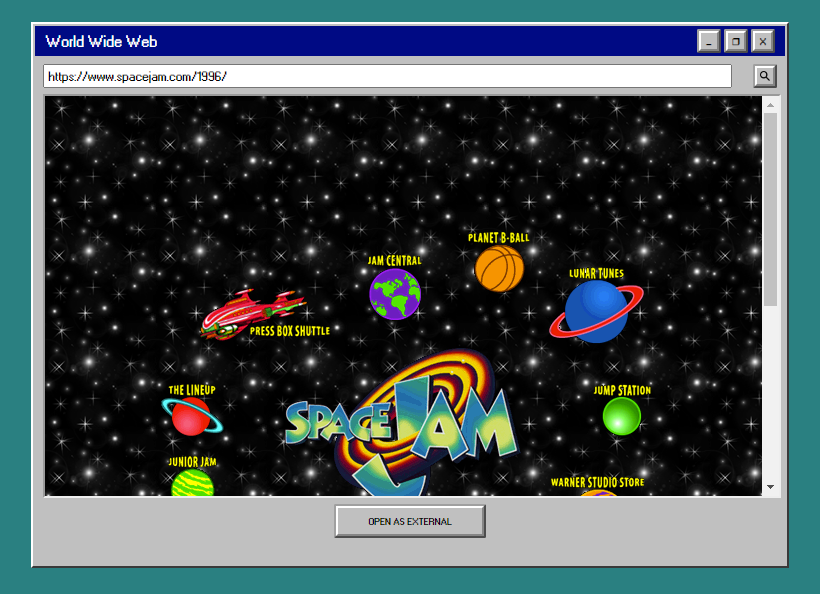 World Wide Web
https://www.spacejam.com/1996/
PLANET B-BALL
JAM CENTRAL
LUNAR TUNES
PRESS BOX SHUTTLE
THE LINEUP
SPACE JAM
JUMP STATION
JUNIOR JAM
WARNER STUDIO STORE
OPEN AS EXTERNAL